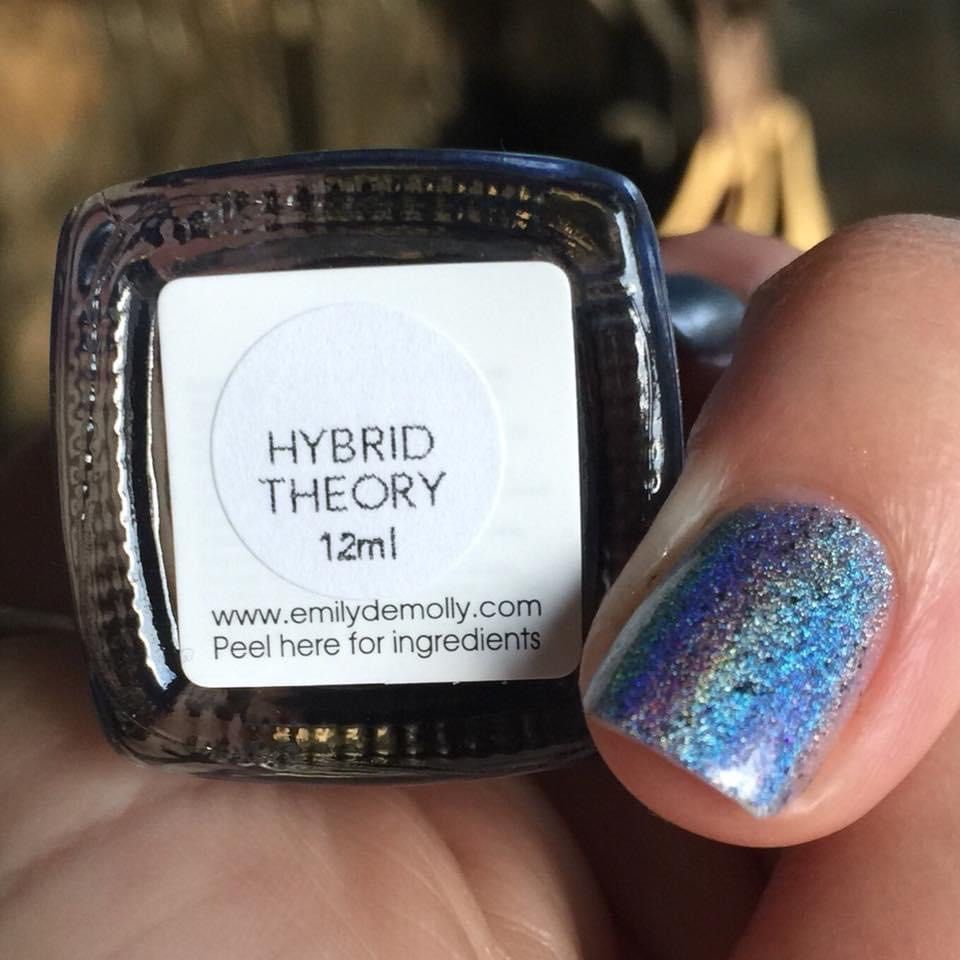 HYBRID
THEORY
12ml
www.emilydemolly.com
Peel here for ingredients